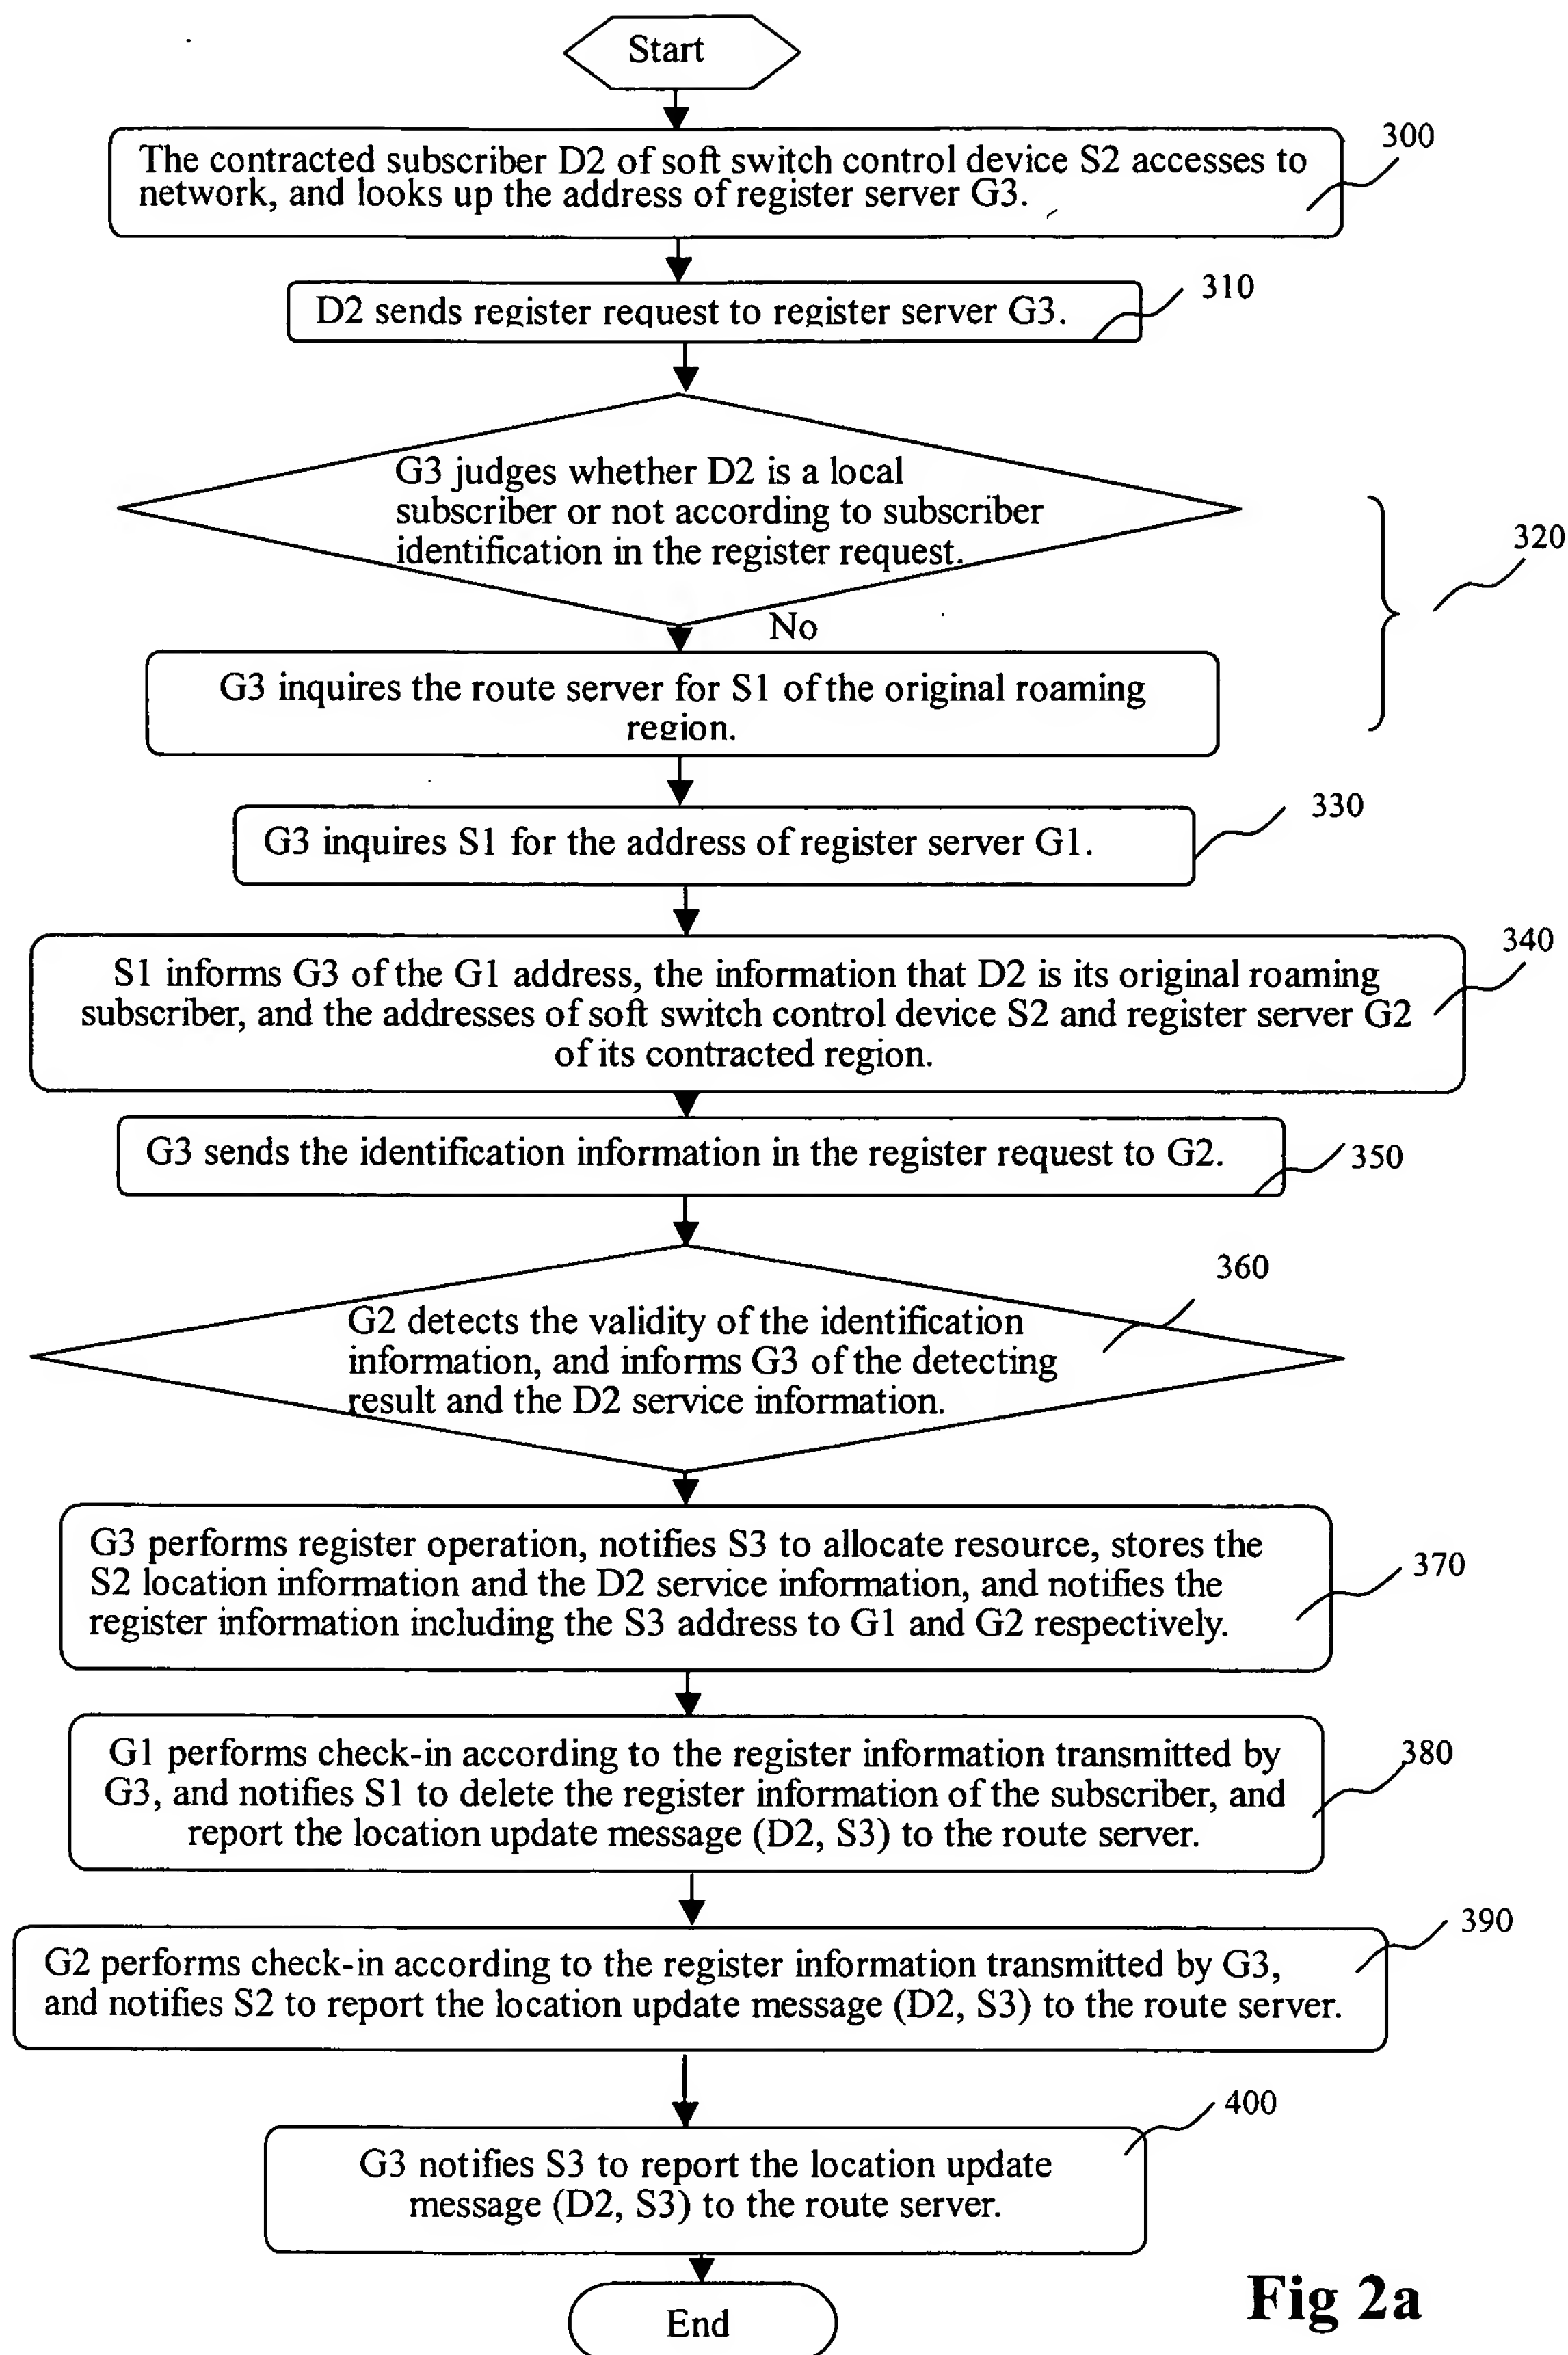 Start
The contracted subscriber D2 of soft switch control device S2 accesses to
network, and looks up the address of register server G3.
300
D2 sends register request to register server G3.
310
G3 judges whether D2 is a local
subscriber or not according to subscriber
identification in the register request.
320
No
G3 inquires the route server for S1 of the original roaming
region.
G3 inquires S1 for the address of register server G1.
330
S1 informs G3 of the G1 address, the information that D2 is its original roaming
subscriber, and the addresses of soft switch control device S2 and register server G2
of its contracted region.
340
G3 sends the identification information in the register request to G2.
350
360
G2 detects the validity of the identification
information, and informs G3 of the detecting
result and the D2 service information.
G3 performs register operation, notifies S3 to allocate resource, stores the
S2 location information and the D2 service information, and notifies the
register information including the S3 address to G1 and G2 respectively.
370
G1 performs check-in according to the register information transmitted by
G3, and notifies S1 to delete the register information of the subscriber, and
report the location update message (D2, S3) to the route server.
380
G2 performs check-in according to the register information transmitted by G3,
and notifies S2 to report the location update message (D2, S3) to the route server.
390
400
G3 notifies S3 to report the location update
message (D2, S3) to the route server.
End
Fig 2a